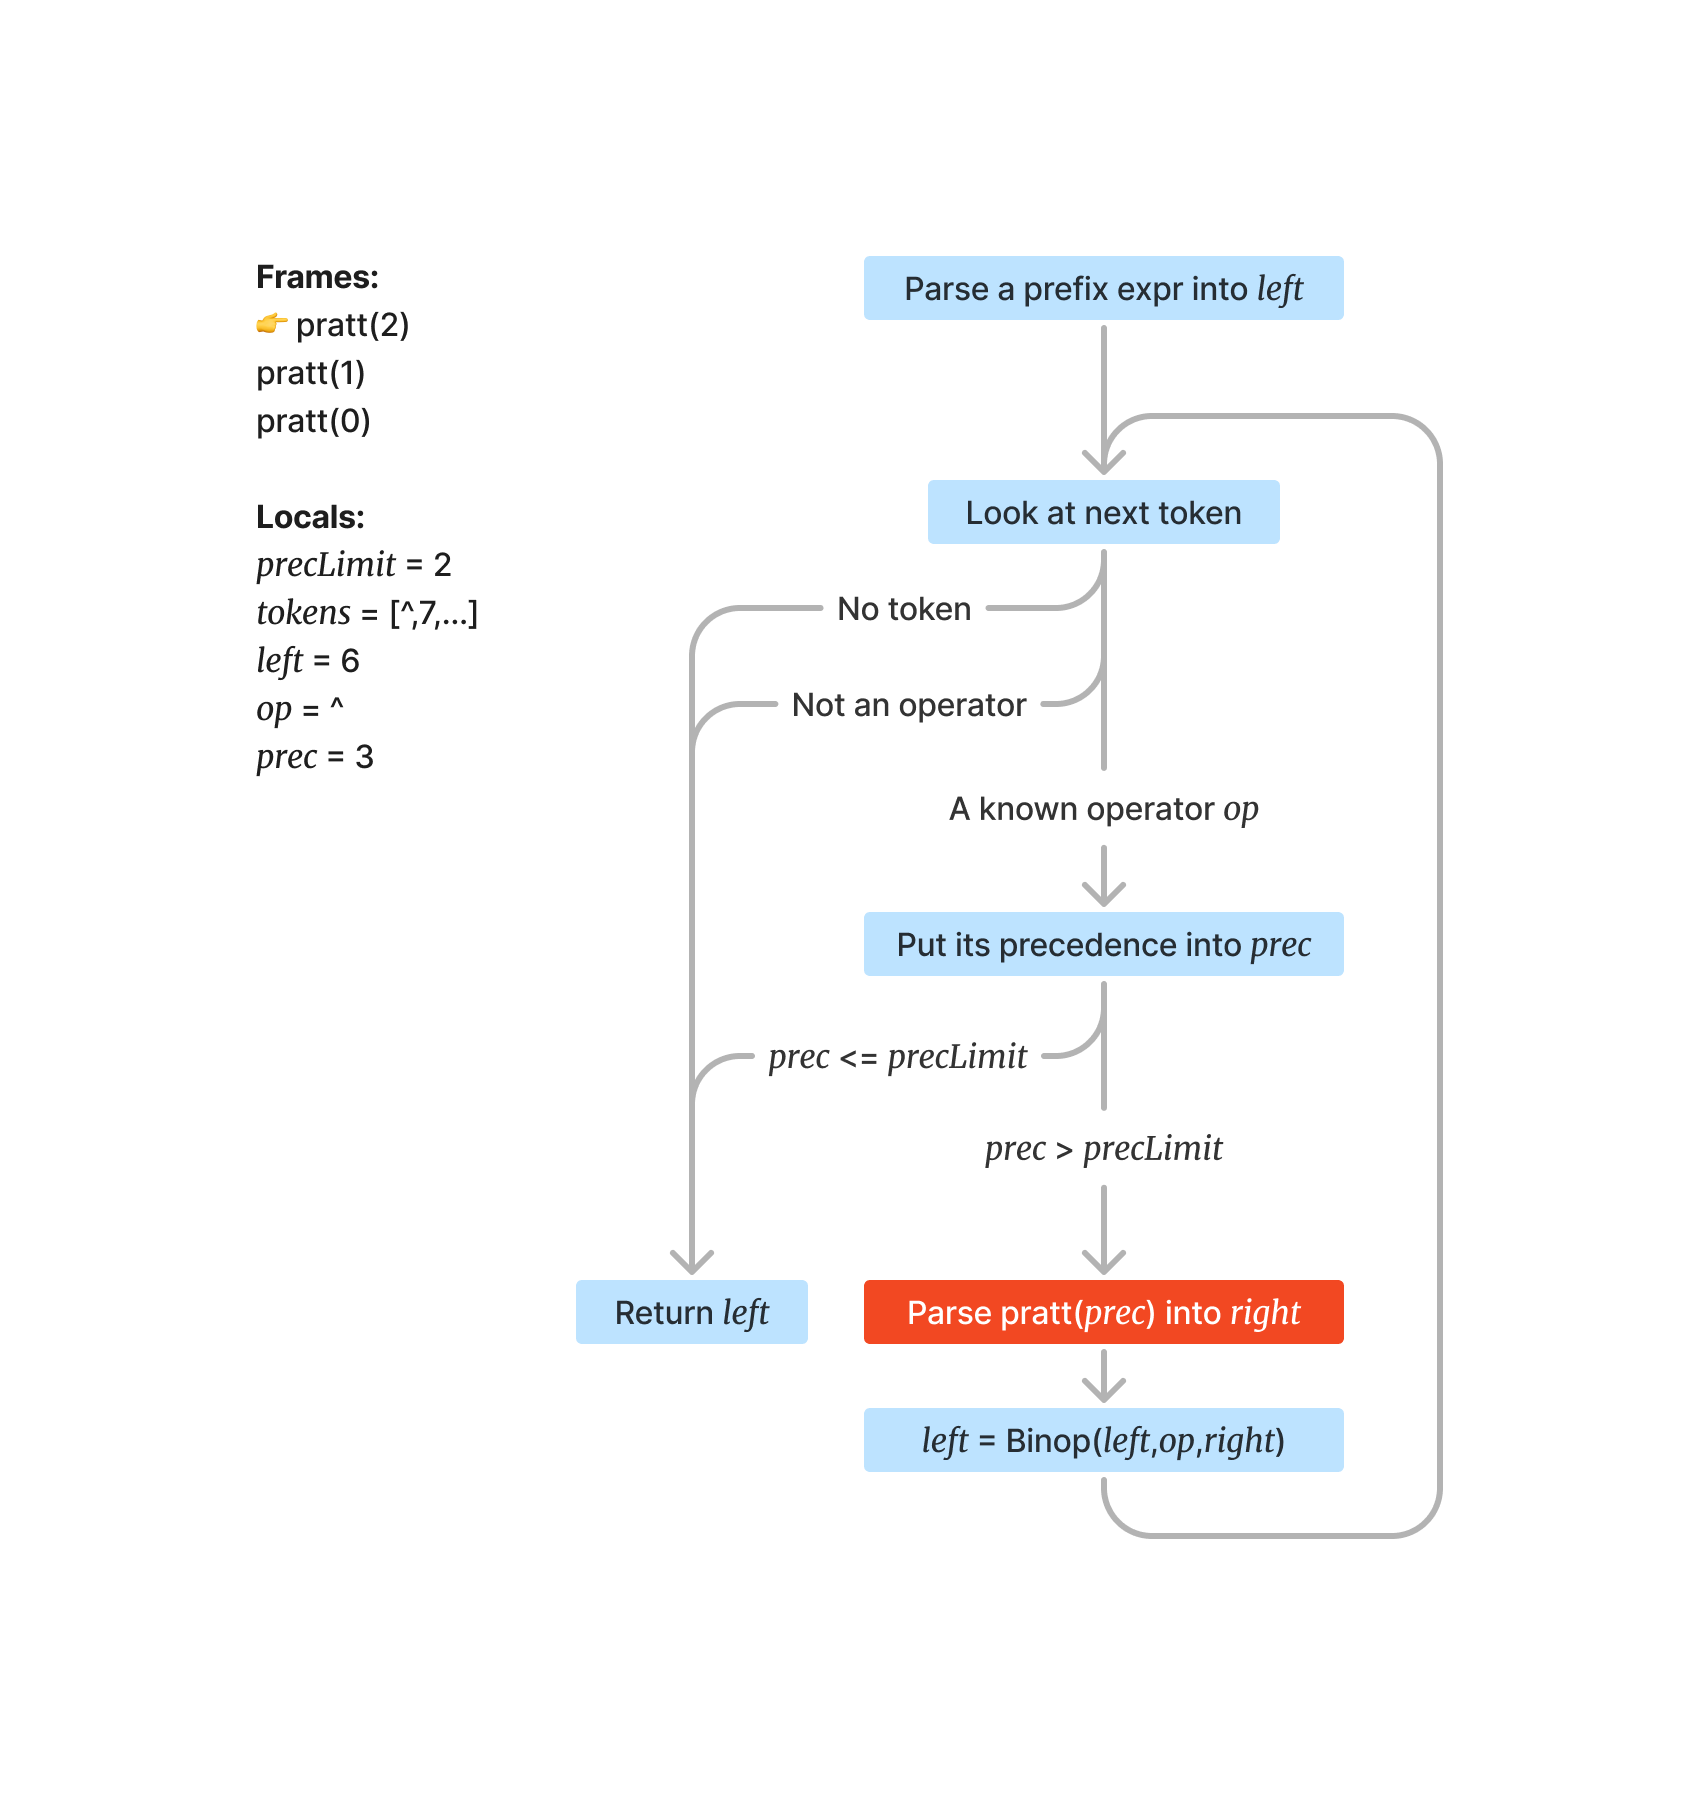 Frames:
👉 pratt(2)
pratt(1)
pratt(0)
Locals:
precLimit = 2
tokens = [^,7,...]
left = 6
op = ^
prec = 3
Parse a prefix expr into left
Look at next token
No token
Not an operator
A known operator op
Put its precedence into prec
prec <= precLimit
prec > precLimit
Return left
Parse pratt(prec) into right
left = Binop(left,op,right)